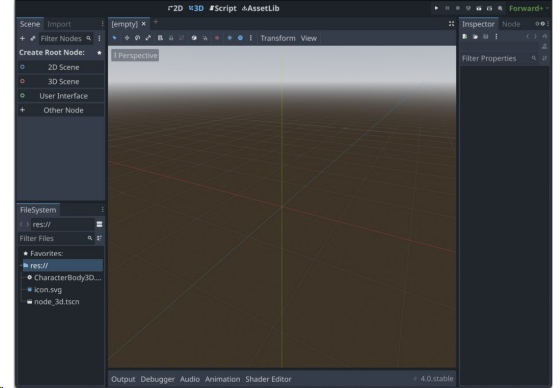 2D 3D Script AssetLib
Forward+
Scene Import
[empty] × +
Inspector Node
Filter Nodes
Transform View
Create Root Node:
1 Perspective
Filter Properties
2D Scene
3D Scene
User Interface
Other Node
FileSystem
res://
Filter Files
Favorites:
res://
CharacterBody3D....
icon.svg
node_3d.tscn
Output Debugger Audio Animation Shader Editor
4.0.stable